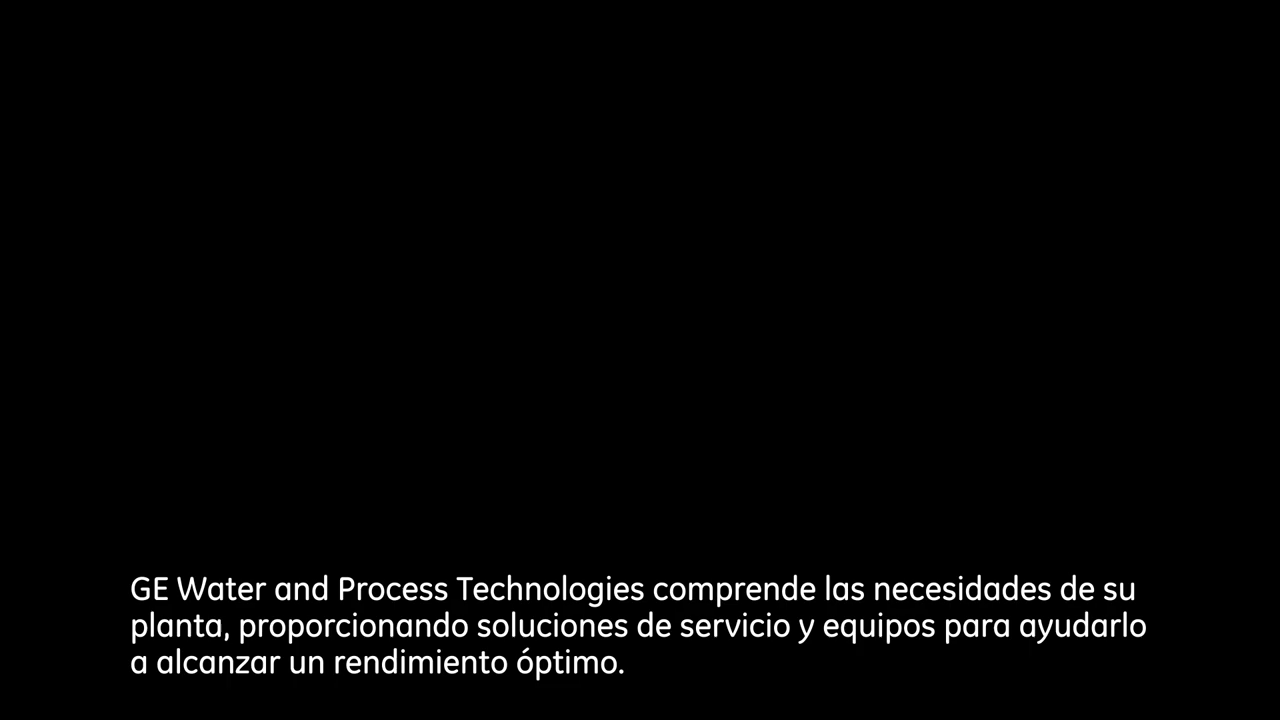 GE Water and Process Technologies comprende las necesidades de su
planta, proporcionando soluciones de servicio y equipos para ayudarlo
a alcanzar un rendimiento óptimo.